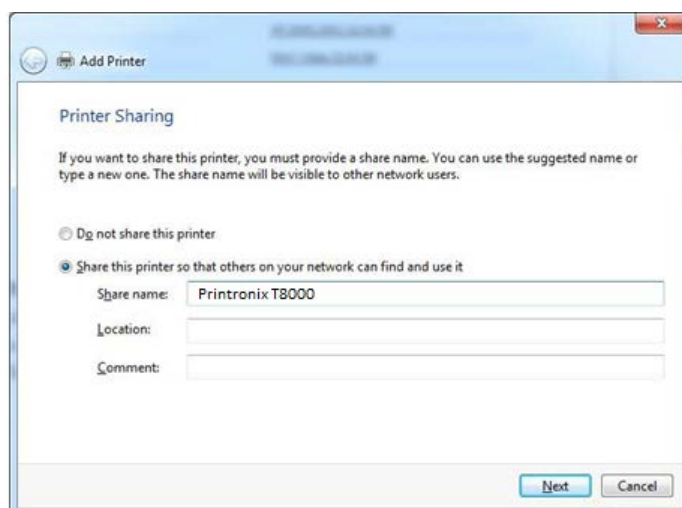 Add Printer
Printer Sharing
If you want to share this printer, you must provide a share name. You can use the suggested name or
type a new one. The share name will be visible to other network users.
Do not share this printer
Share this printer so that others on your network can find and use it
Share name: Printronix T8000
Location:
Comment:
Next Cancel